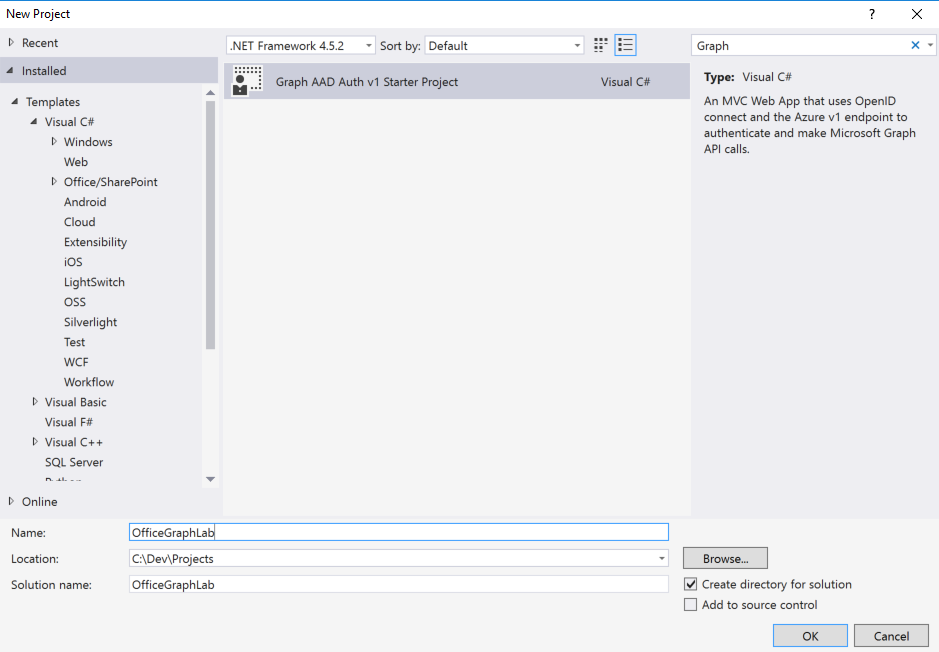 New Project
?
Recent
Installed
Templates
Visual C#
Windows
Web
Office/SharePoint
Android
Cloud
Extensibility
iOS
LightSwitch
OSS
Silverlight
Test
WCF
Workflow
Visual Basic
Visual F#
Visual C++
SQL Server
Python
Online
.NET Framework 4.5.2
Sort by: Default
Graph AAD Auth v1 Starter Project Visual C#
Graph
Type: Visual C#
An MVC Web App that uses OpenID
connect and the Azure v1 endpoint to
authenticate and make Microsoft Graph
API calls.
Name: OfficeGraphLab
Location: C:\Dev\Projects
Browse...
Solution name: OfficeGraphLab
Create directory for solution
Add to source control
OK Cancel